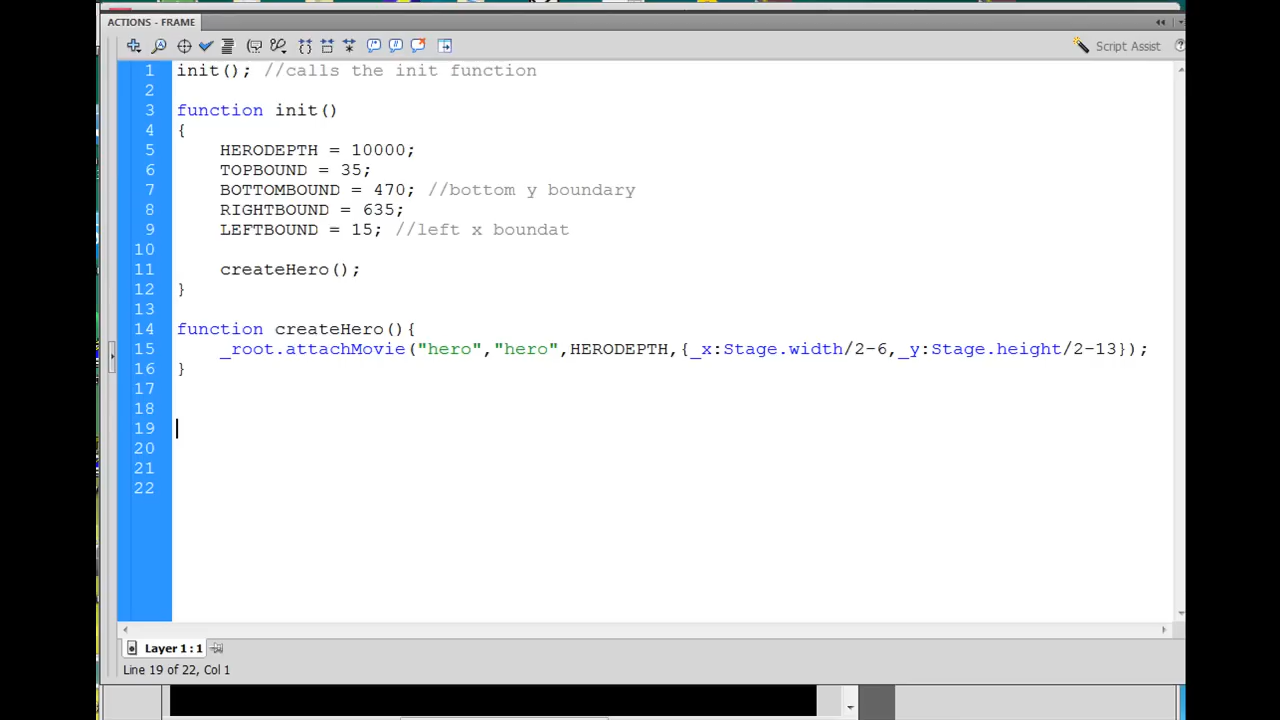 ACTIONS - FRAME
Script Assist
1 init(); //calls the init function
2
3 function init()
4 {
5 HERODEPTH = 10000;
6 TOPBOUND = 35;
7 BOTTOMBOUND = 470; //bottom y boundary
8 RIGHTBOUND = 635;
9 LEFTBOUND = 15; //left x boundat
10
11 createHero();
12 }
13
14 function createHero(){
15 _root.attachMovie("hero","hero",HERODEPTH,{_x:Stage.width/2-6,_y:Stage.height/2-13});
16 }
17
18
19
20
21
22
Layer 1 : 1
Line 19 of 22, Col 1